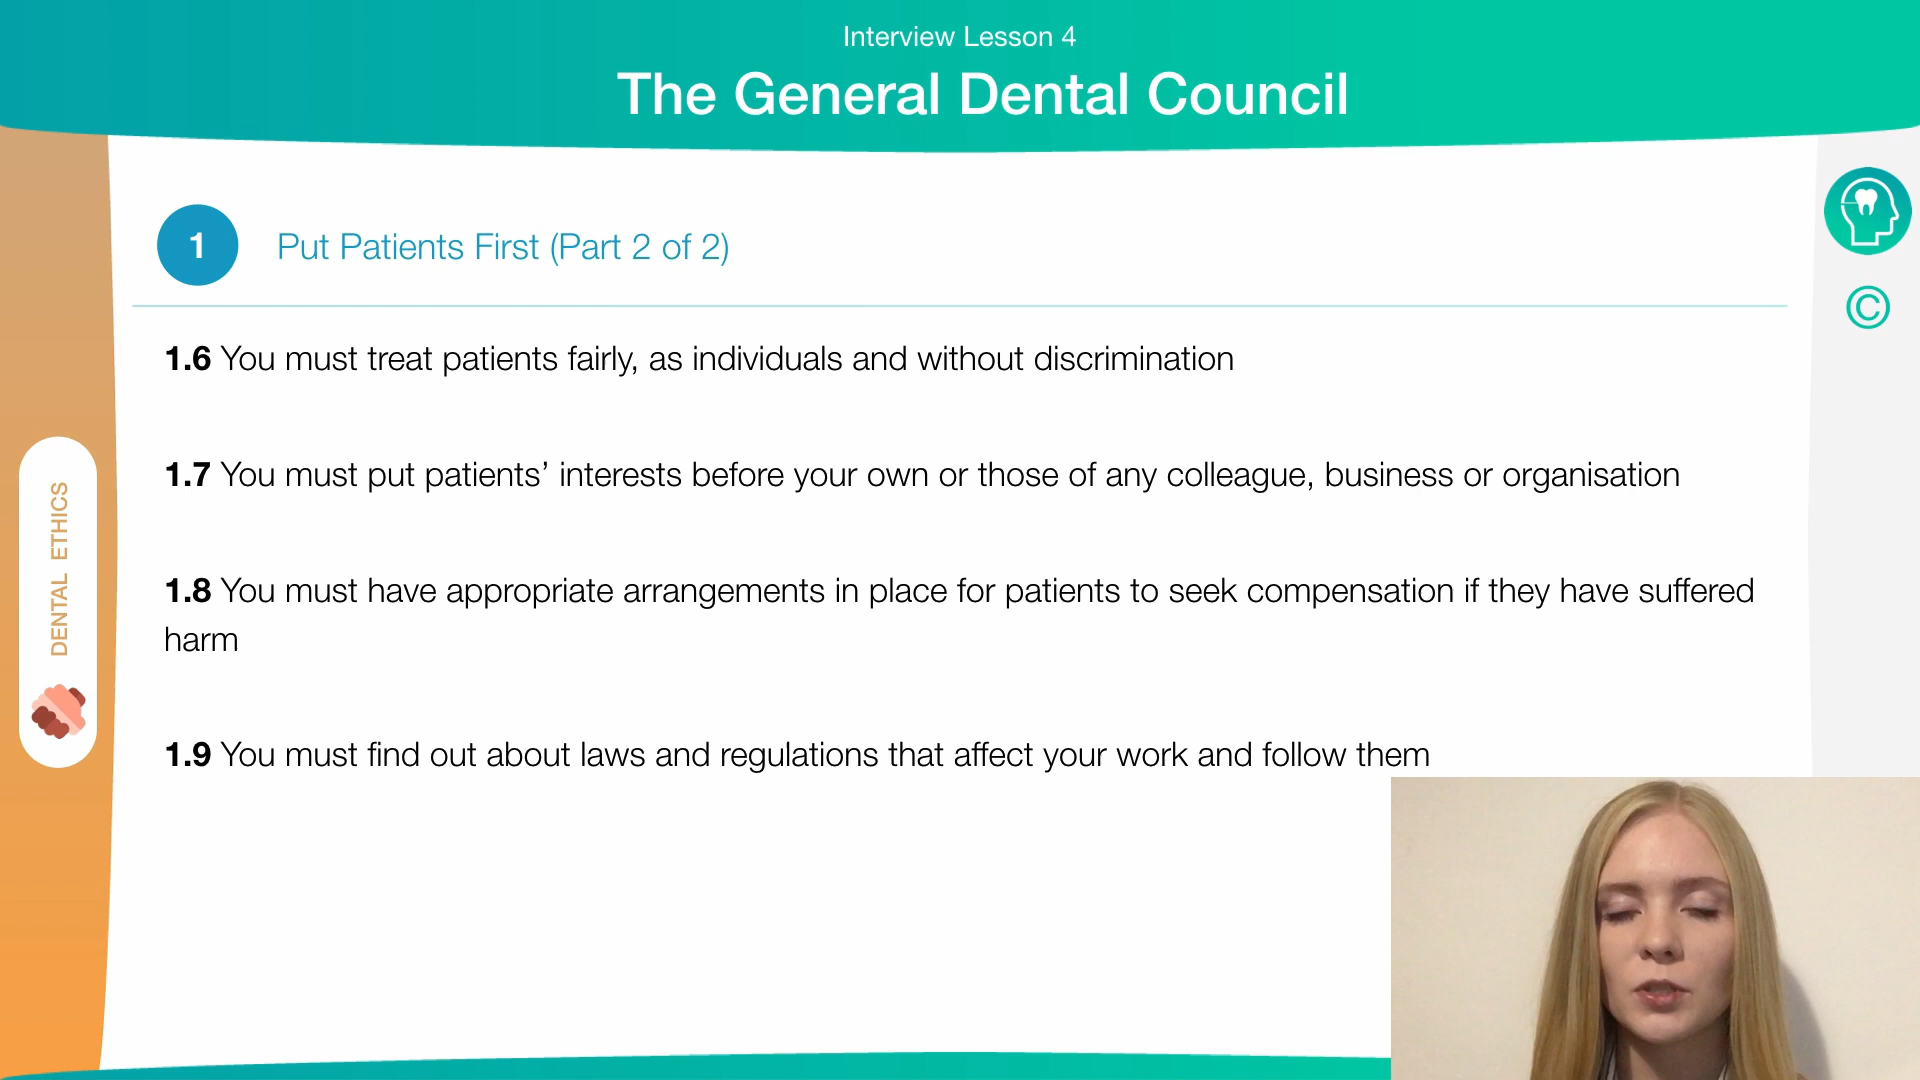 Interview Lesson 4
The General Dental Council
1 Put Patients First (Part 2 of 2)
©
1.6 You must treat patients fairly, as individuals and without discrimination
1.7 You must put patients’ interests before your own or those of any colleague, business or organisation
1.8 You must have appropriate arrangements in place for patients to seek compensation if they have suffered
harm
1.9 You must find out about laws and regulations that affect your work and follow them
DENTAL ETHICS